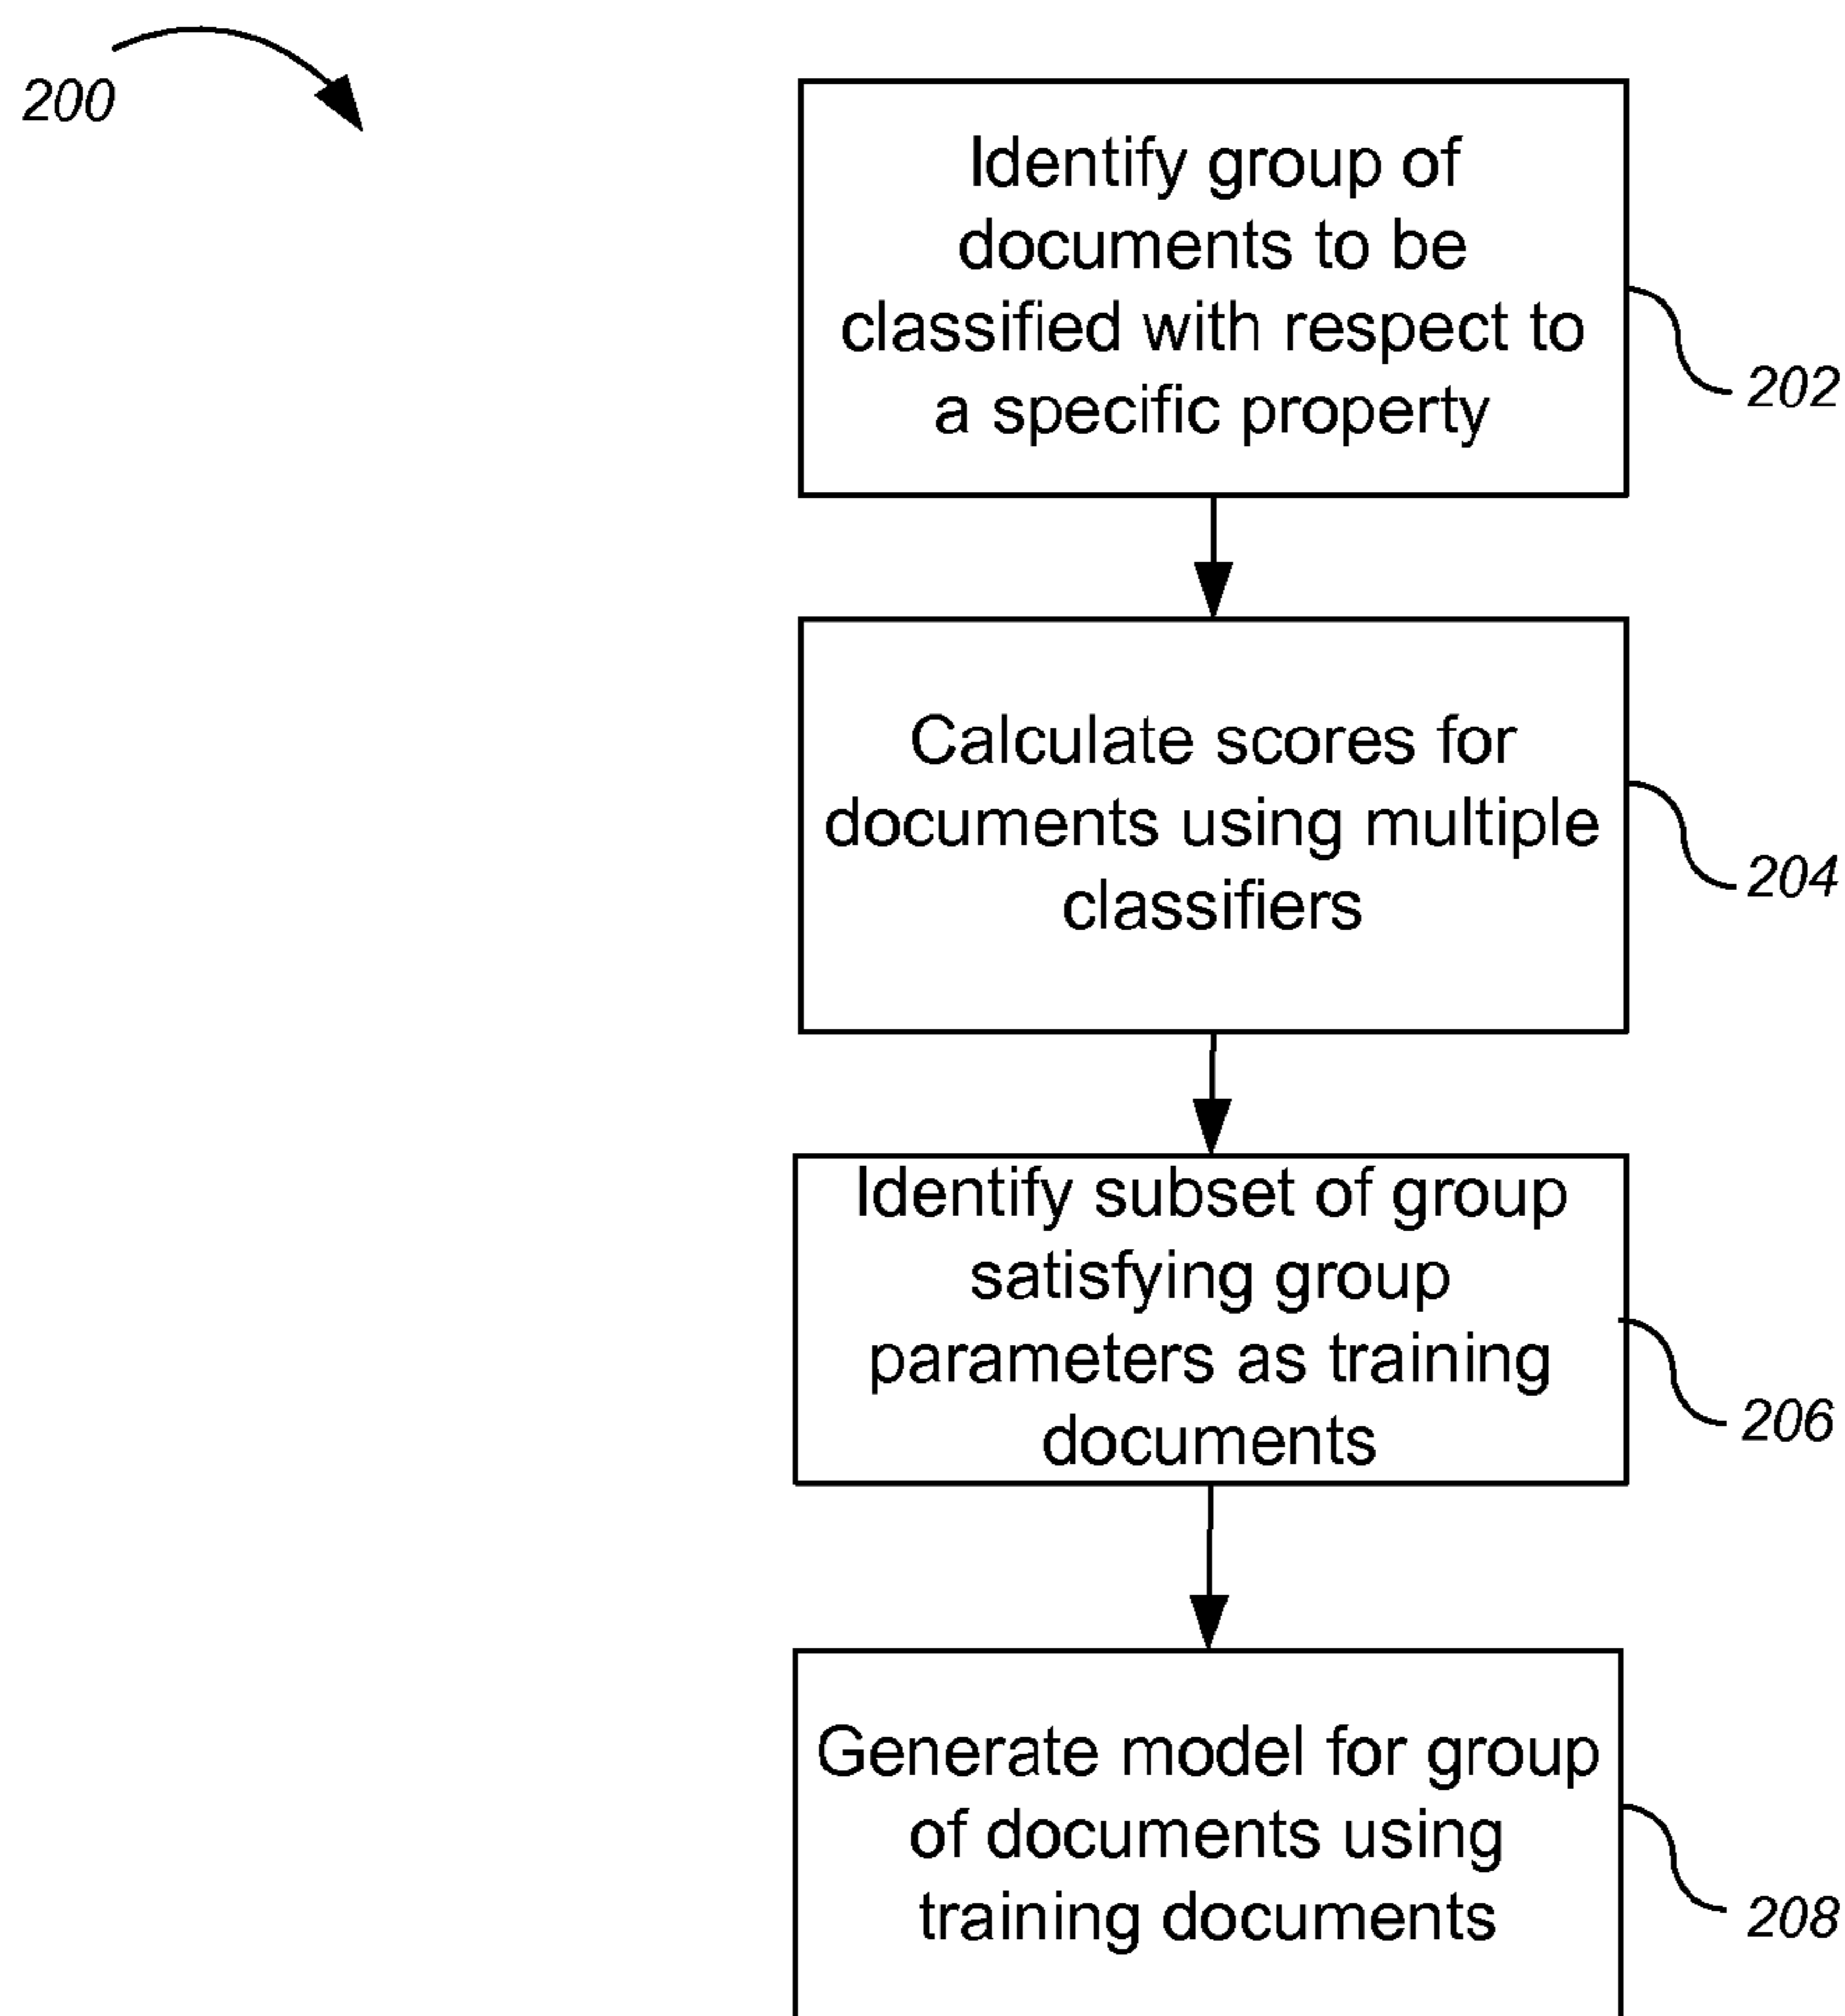 200
Identify group of
documents to be
classified with respect to
a specific property
202
Calculate scores for
documents using multiple
classifiers
204
Identify subset of group
satisfying group
parameters as training
documents
206
Generate model for group
of documents using
training documents
208